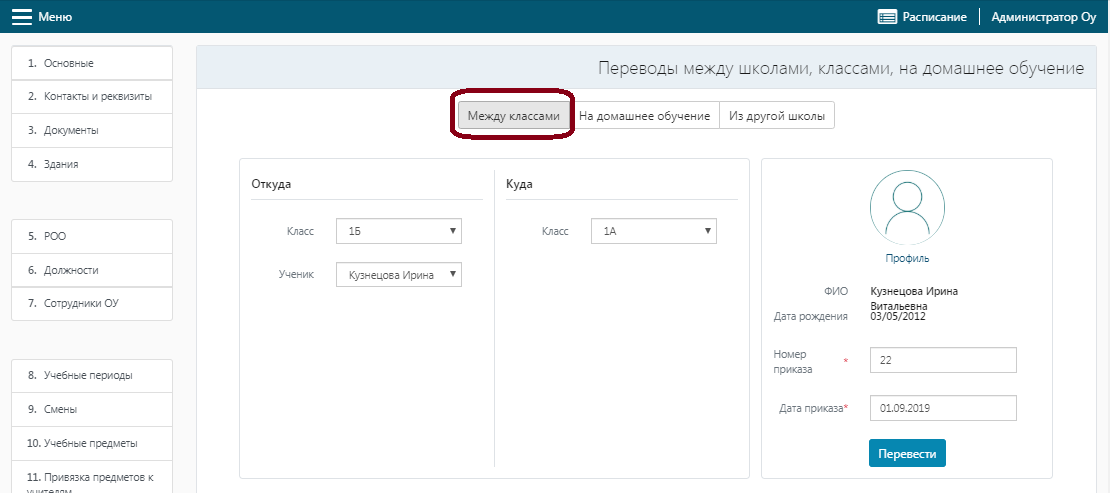 Меню
Расписание
Администратор Оу
1. Основные
2. Контакты и реквизиты
3. Документы
4. Здания
5. РОО
6. Должности
7. Сотрудники ОУ
8. Учебные периоды
9. Смены
10. Учебные предметы
11. Привязка предметов к
учителям
Переводы между школами, классами, на домашнее обучение
Между классами
На домашнее обучение
Из другой школы
Откуда
Класс
1Б
Ученик
Кузнецова Ирина
Куда
Класс
1А
Профиль
ФИО
Кузнецова Ирина
Витальевна
Дата рождения
03/05/2012
Номер
приказа *
22
Дата приказа*
01.09.2019
Перевести